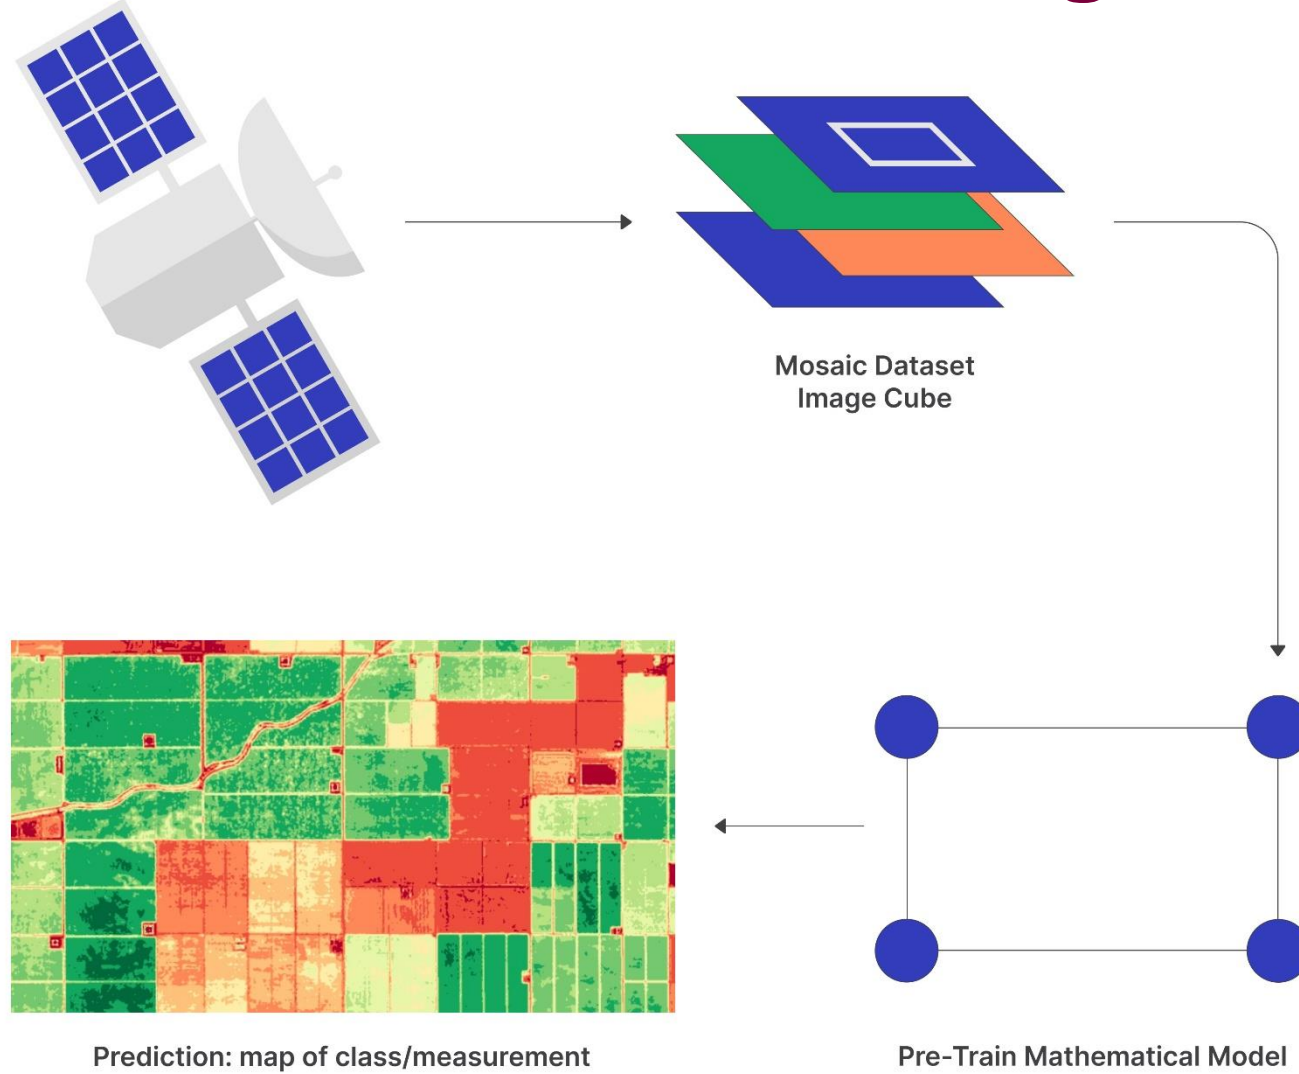 Mosaic Dataset
Image Cube
Prediction: map of class/measurement
Pre-Train Mathematical Model